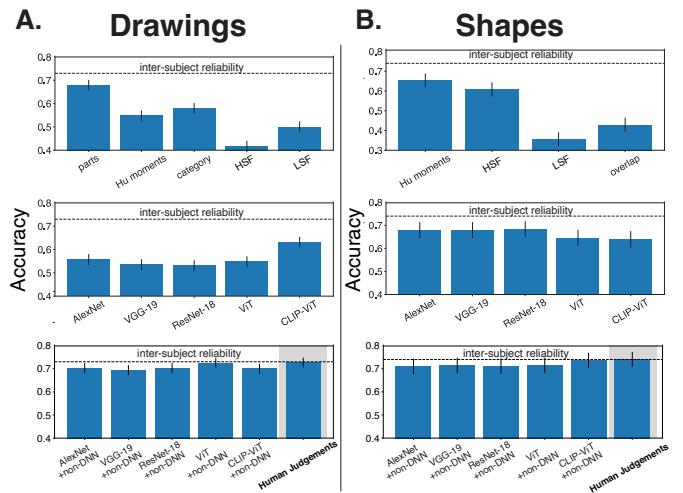 A.
Drawings
B.
Shapes
Accuracy
0.8
0.7
0.6
0.5
0.4
inter-subject reliability
parts
Hu moments
category
HSF
LSF
0.8
0.7
0.6
0.5
0.4
0.3
inter-subject reliability
Hu moments
HSF
LSF
overlap
0.8
0.7
0.6
0.5
0.4
inter-subject reliability
AlexNet
VGG-19
ResNet-18
ViT
CLIP-ViT
Accuracy
0.8
0.7
0.6
0.5
0.4
inter-subject reliability
AlexNet
VGG-19
ResNet-18
ViT
CLIP-ViT
0.8
0.7
0.6
0.5
0.4
inter-subject reliability
AlexNet
+non-DNN
VGG-19
+non-DNN
ResNet-18
+non-DNN
ViT
+non-DNN
CLIP-ViT
+non-DNN
Human Judgements
0.8
0.7
0.6
0.5
0.4
inter-subject reliability
AlexNet
+non-DNN
VGG-19
+non-DNN
ResNet-18
+non-DNN
ViT
+non-DNN
CLIP-ViT
+non-DNN
Human Judgements